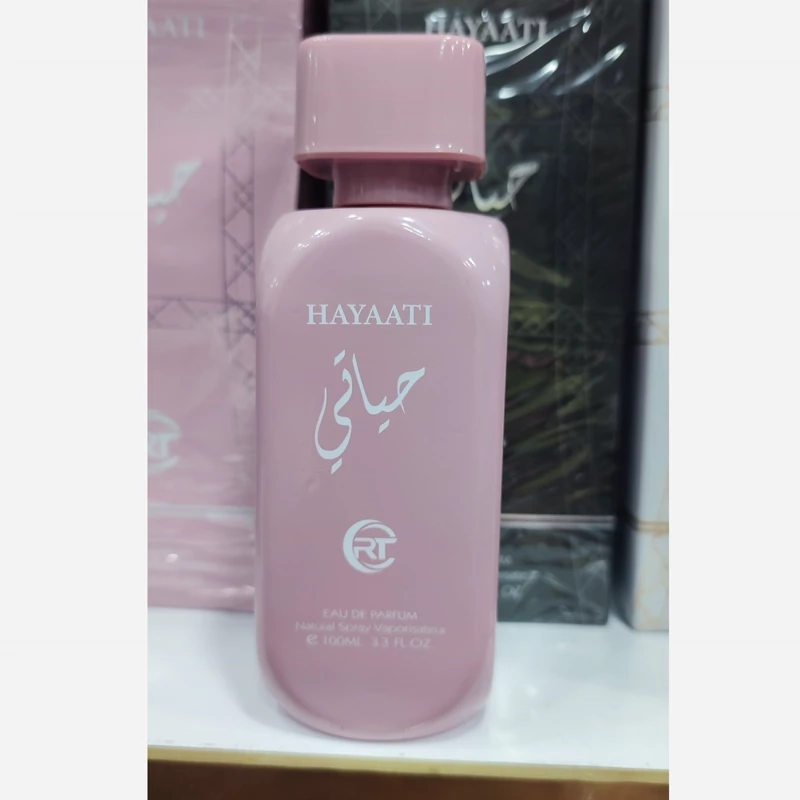 HAYAATI
HAYAATI
حياتي
RT
EAU DE PARFUM
Natural Spray Vaporisateur
e 100ML 3.3 FL.OZ